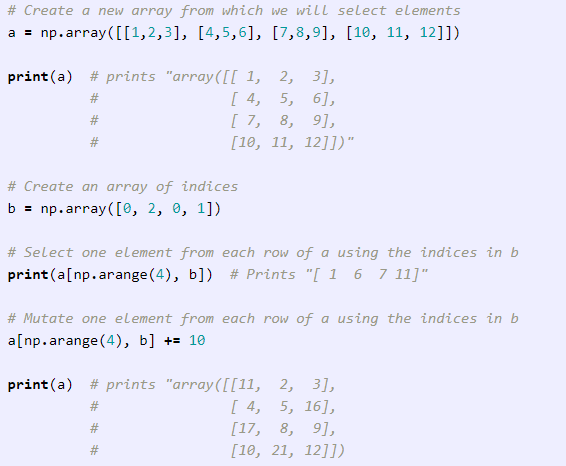 # Create a new array from which we will select elements
a = np.array([[1,2,3], [4,5,6], [7,8,9], [10, 11, 12]])
print(a)  # prints "array([[ 1,  2,  3],
          #                [ 4,  5,  6],
          #                [ 7,  8,  9],
          #                [10, 11, 12]])"
# Create an array of indices
b = np.array([0, 2, 0, 1])
# Select one element from each row of a using the indices in b
print(a[np.arange(4), b])  # Prints "[ 1  6  7 11]"
# Mutate one element from each row of a using the indices in b
a[np.arange(4), b] += 10
print(a)  # prints "array([[11,  2,  3],
          #                [ 4,  5, 16],
          #                [17,  8,  9],
          #                [10, 21, 12]])